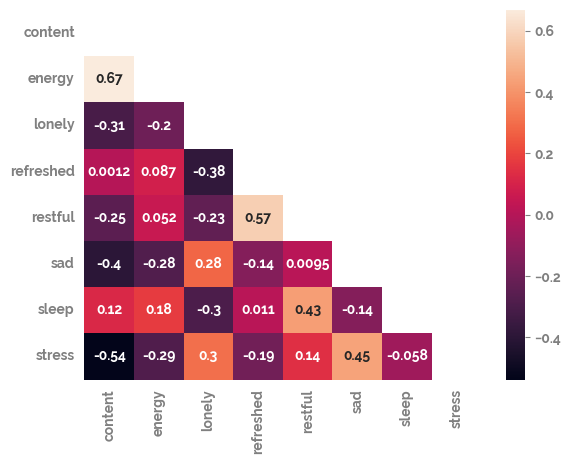 content
energy 0.67
lonely -0.31 -0.2
refreshed 0.0012 0.087 -0.38
restful -0.25 0.052 -0.23 0.57
sad -0.4 -0.28 0.28 -0.14 0.0095
sleep 0.12 0.18 -0.3 0.011 0.43 -0.14
stress -0.54 -0.29 0.3 -0.19 0.14 0.45 -0.058
content energy lonely refreshed restful sad sleep stress
0.6
0.4
0.2
0.0
-0.2
-0.4